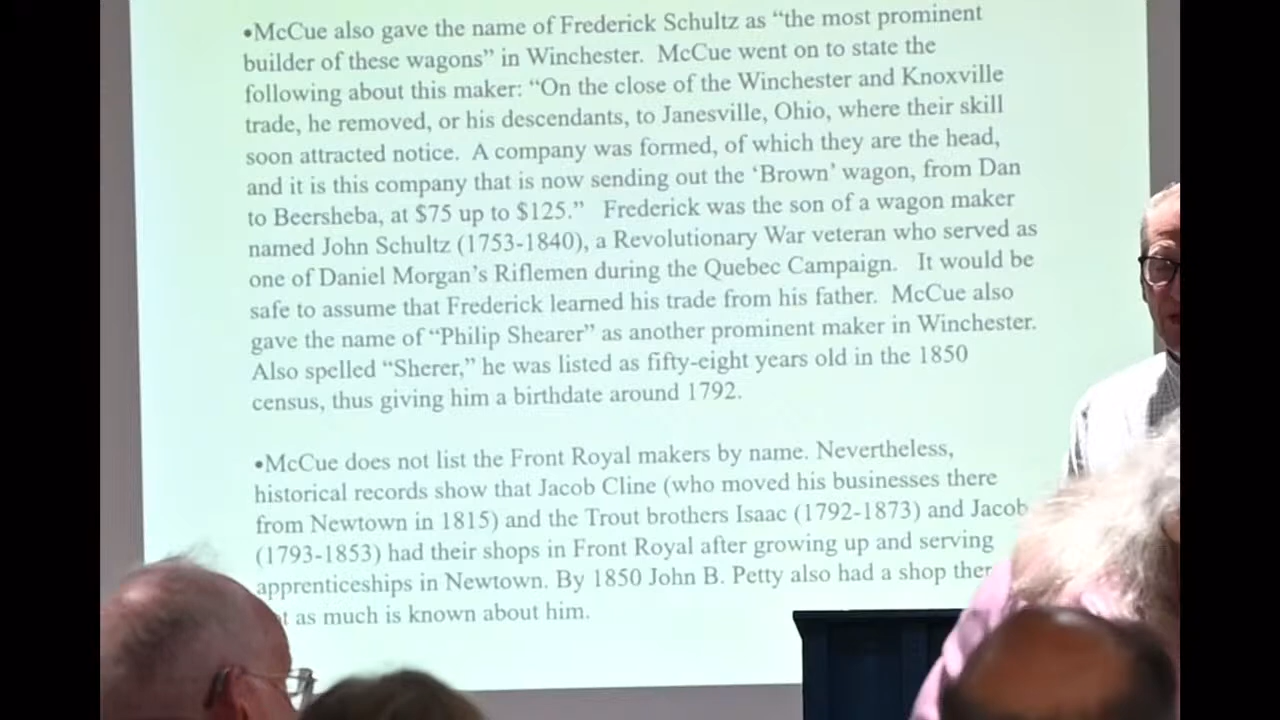 •McCue also gave the name of Frederick Schultz as “the most prominent
builder of these wagons” in Winchester. McCue went on to state the
following about this maker: “On the close of the Winchester and Knoxville
trade, he removed, or his descendants, to Janesville, Ohio, where their skill
soon attracted notice. A company was formed, of which they are the head,
and it is this company that is now sending out the ‘Brown’ wagon, from Dan
to Beersheba, at $75 up to $125.” Frederick was the son of a wagon maker
named John Schultz (1753-1840), a Revolutionary War veteran who served as
one of Daniel Morgan’s Riflemen during the Quebec Campaign. It would be
safe to assume that Frederick learned his trade from his father. McCue also
gave the name of “Philip Shearer” as another prominent maker in Winchester.
Also spelled “Sherer,” he was listed as fifty-eight years old in the 1850
census, thus giving him a birthdate around 1792.
•McCue does not list the Front Royal makers by name. Nevertheless,
historical records show that Jacob Cline (who moved his businesses there
from Newtown in 1815) and the Trout brothers Isaac (1792-1873) and Jacob
(1793-1853) had their shops in Front Royal after growing up and serving
apprenticeships in Newtown. By 1850 John B. Petty also had a shop
as much is known about him.